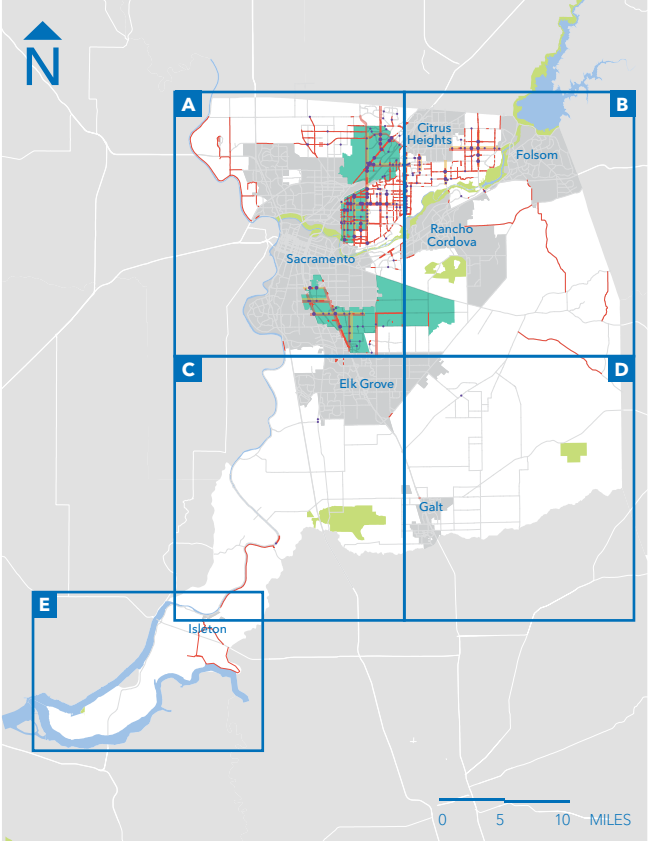 N
A
B
Citrus
Heights
Folsom
Rancho
Cordova
Sacramento
C
D
Elk Grove
Galt
E
Isleton
0 5 10 MILES